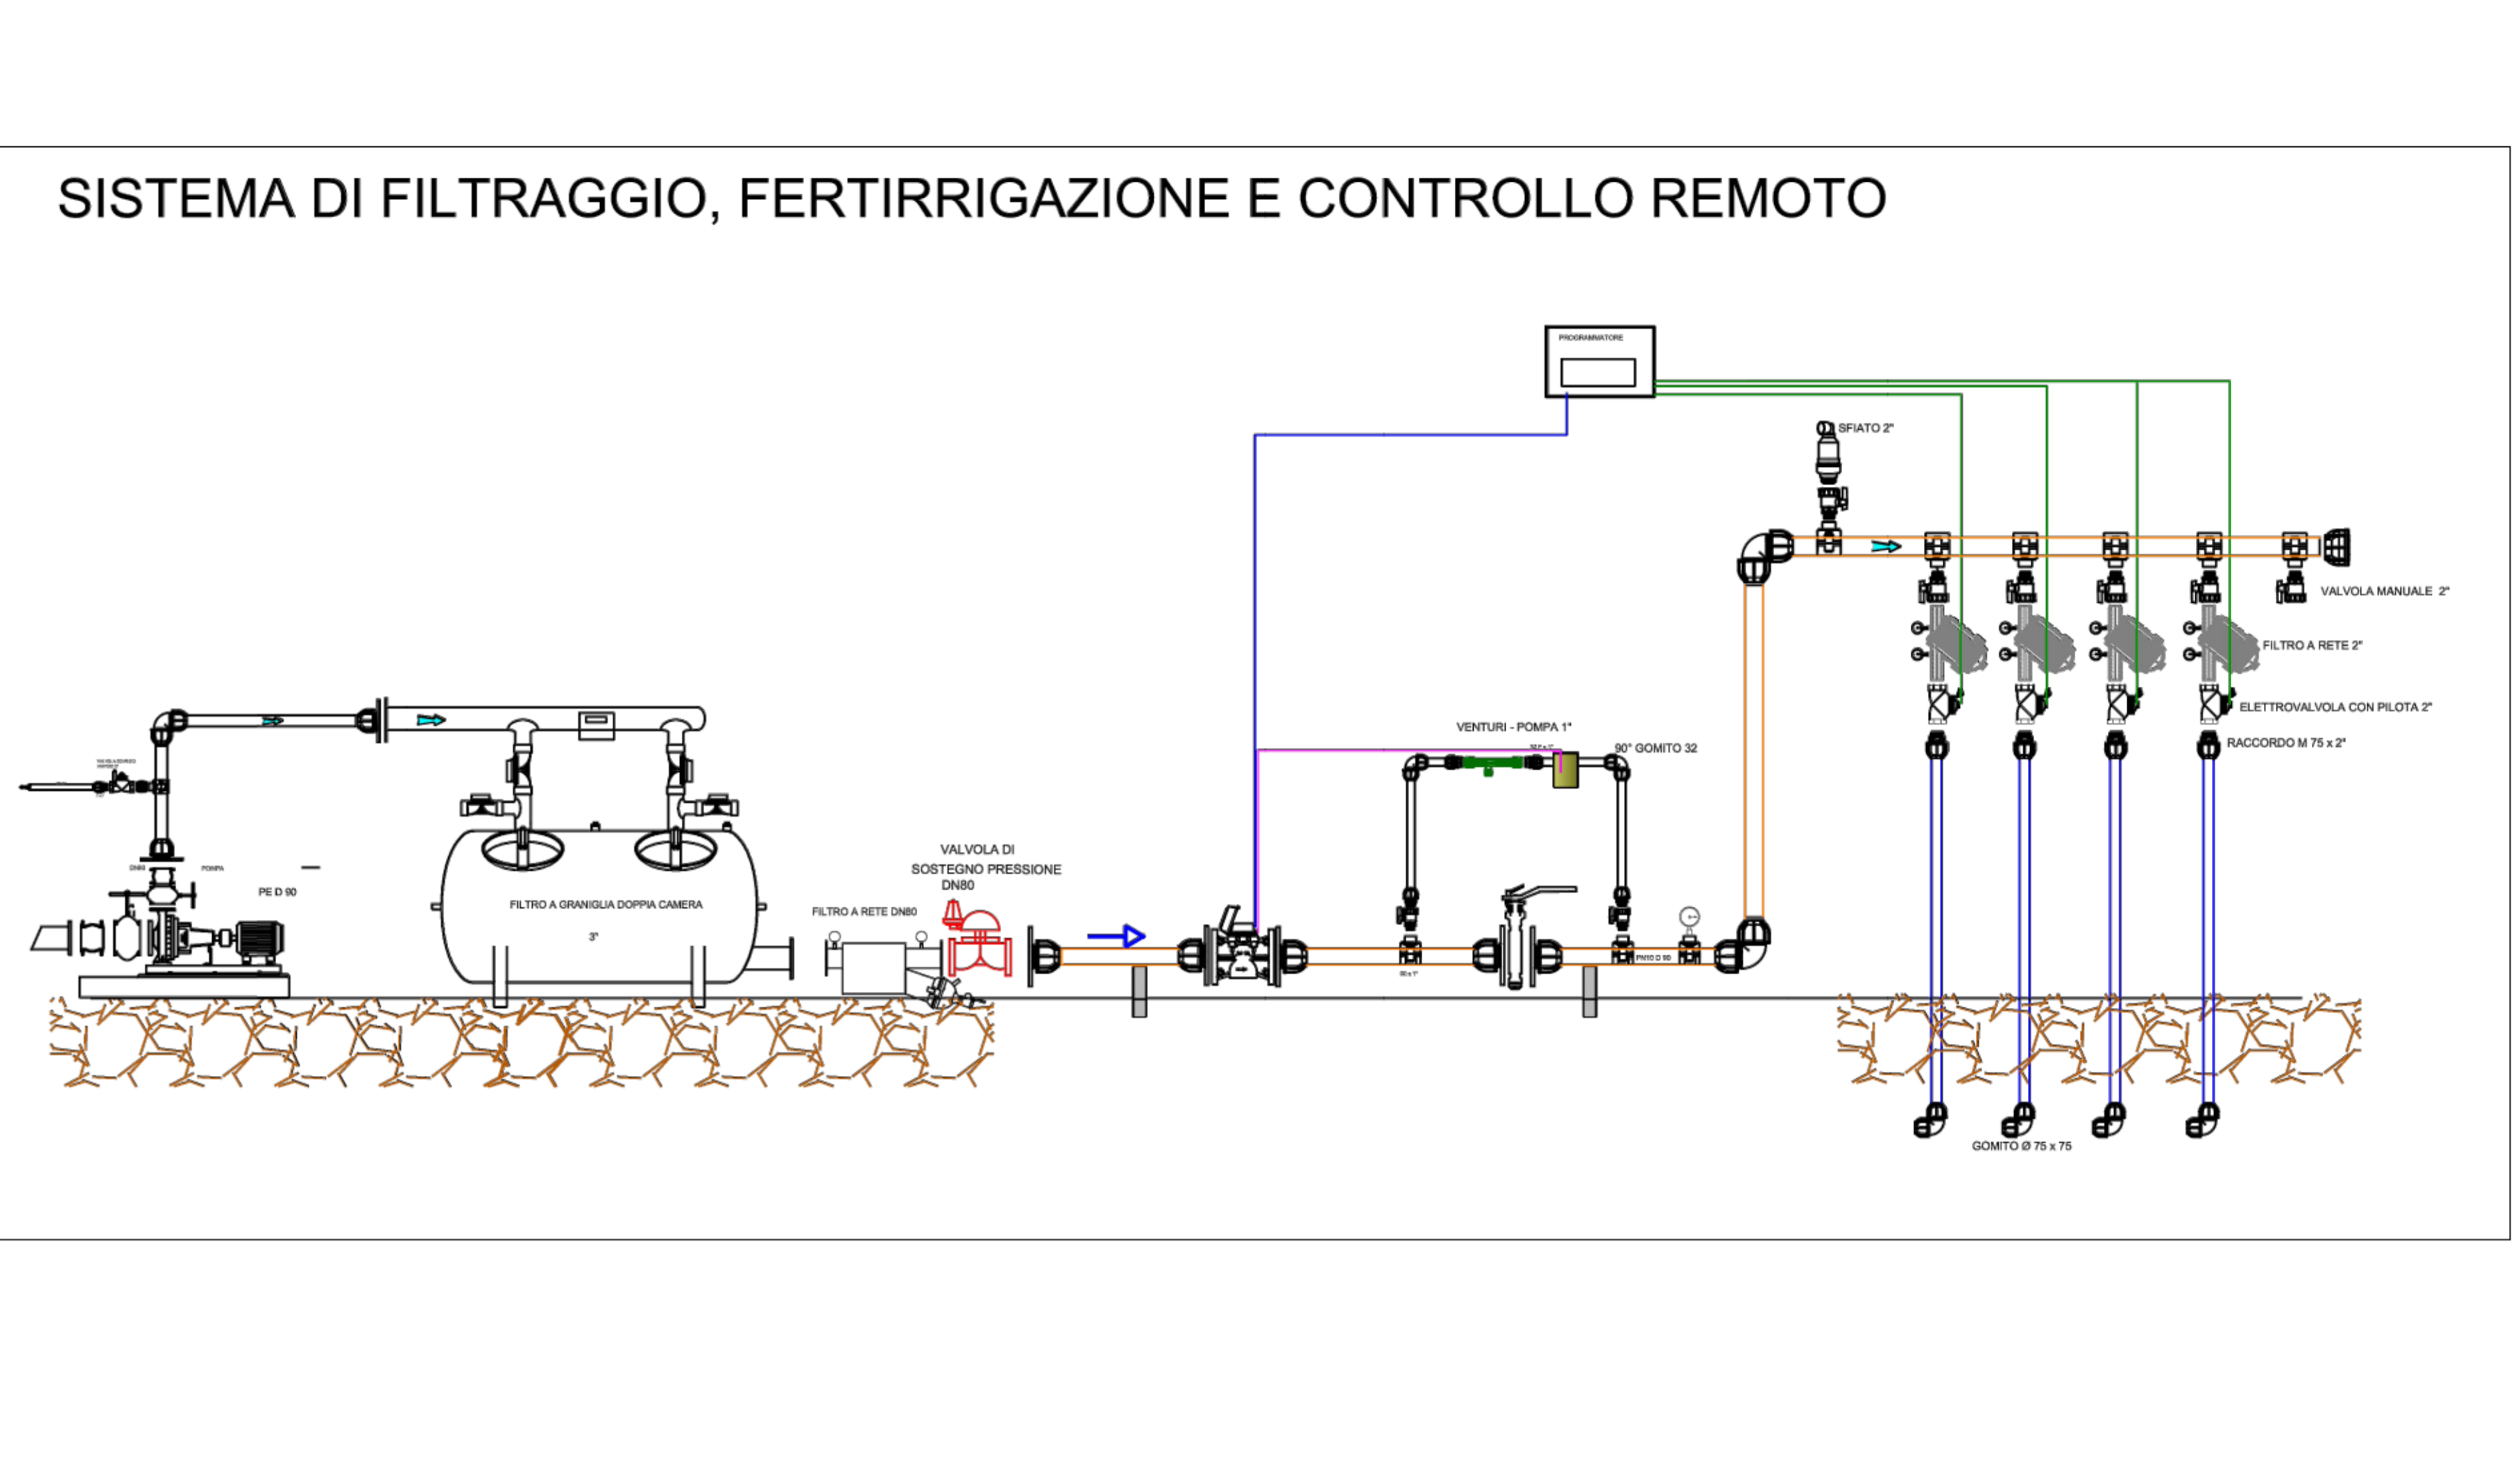 SISTEMA DI FILTRAGGIO, FERTIRRIGAZIONE E CONTROLLO REMOTO
PROGRAMMATORE
SFIATO 2"
VALVOLA MANUALE 2"
FILTRO A RETE 2"
ELETTROVALVOLA CON PILOTA 2"
RACCORDO M 75 x 2"
VENTURI - POMPA 1"
90° GOMITO 32
DN80
POMPA
PE D 90
FILTRO A GRANIGLIA DOPPIA CAMERA
3"
FILTRO A RETE DN80
VALVOLA DI
SOSTEGNO PRESSIONE
DN80
90 x 1"
PN10 D 90
GOMITO Ø 75 x 75